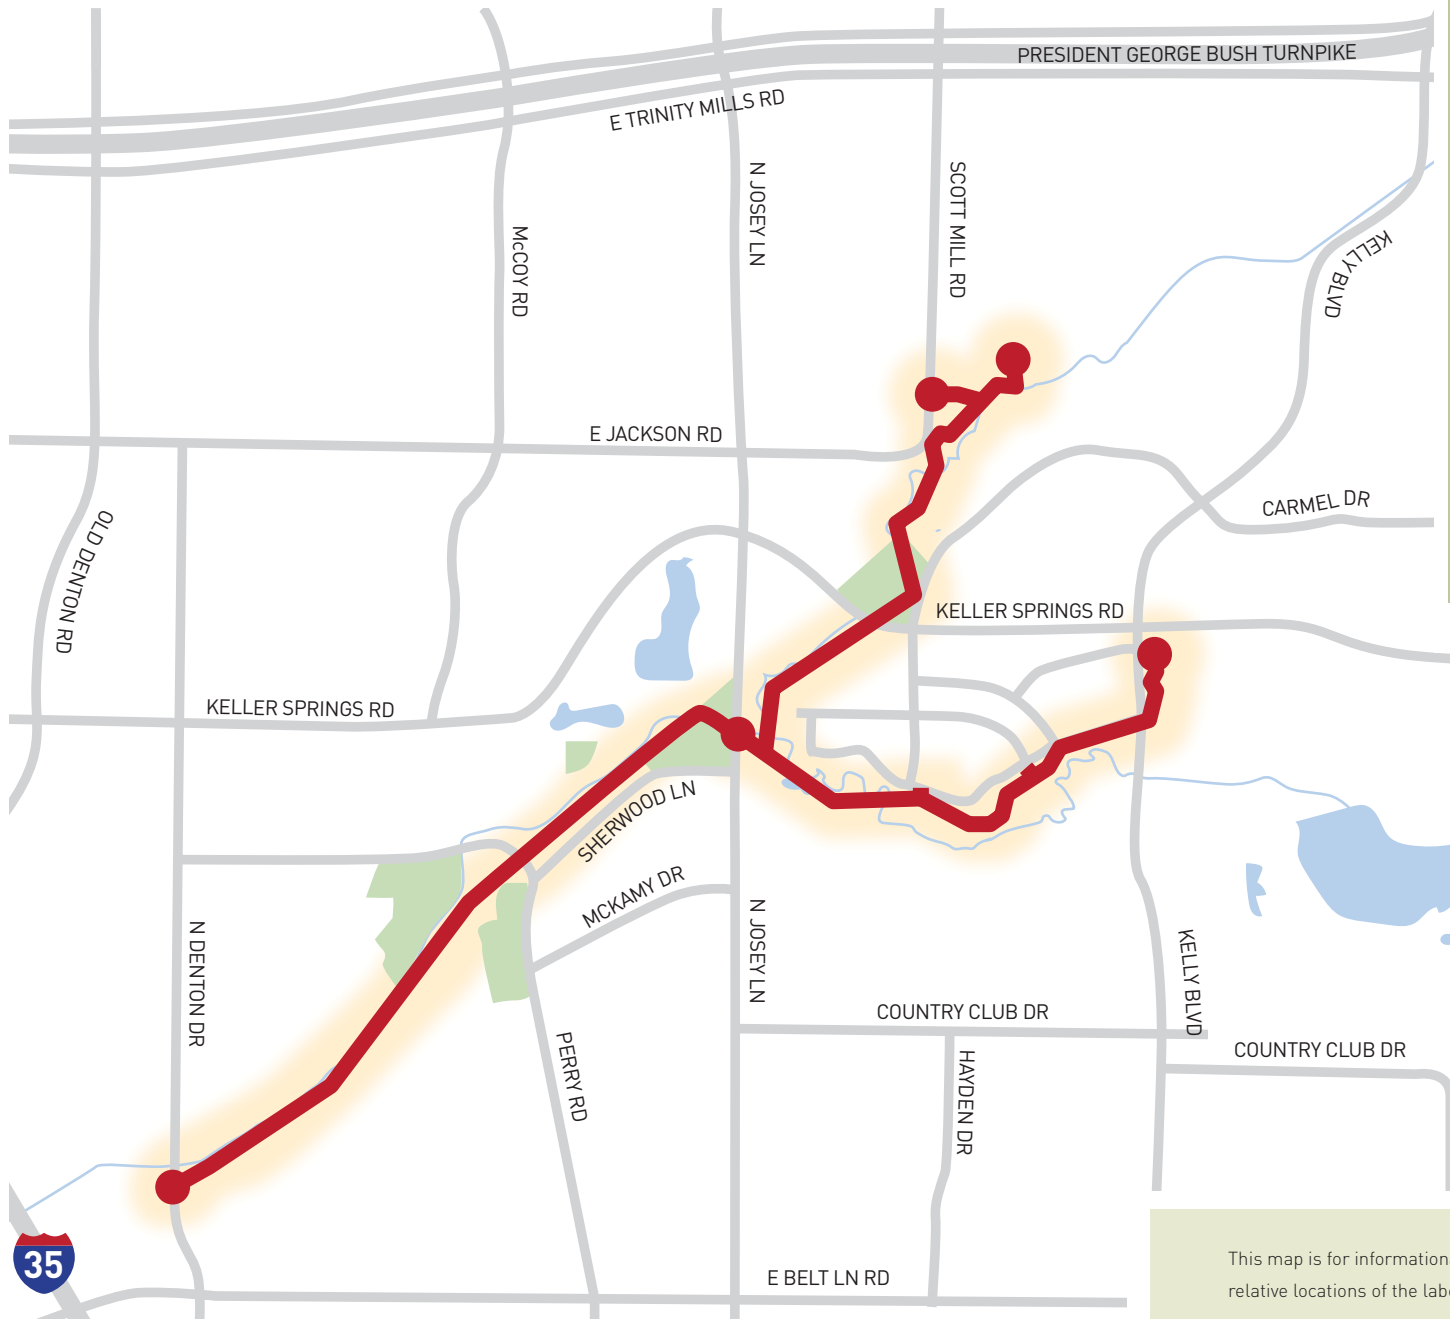 PRESIDENT GEORGE BUSH TURNPIKE
E TRINITY MILLS RD
N JOSEY LN
SCOTT MILL RD
McCOY RD
KELLY BLVD
E JACKSON RD
CARMEL DR
OLD DENTON RD
KELLER SPRINGS RD
KELLER SPRINGS RD
SHERWOOD LN
MCKAMY DR
N DENTON DR
N JOSEY LN
KELLY BLVD
COUNTRY CLUB DR
COUNTRY CLUB DR
PERRY RD
HAYDEN DR
35
E BELT LN RD
This map is for information
relative locations of the